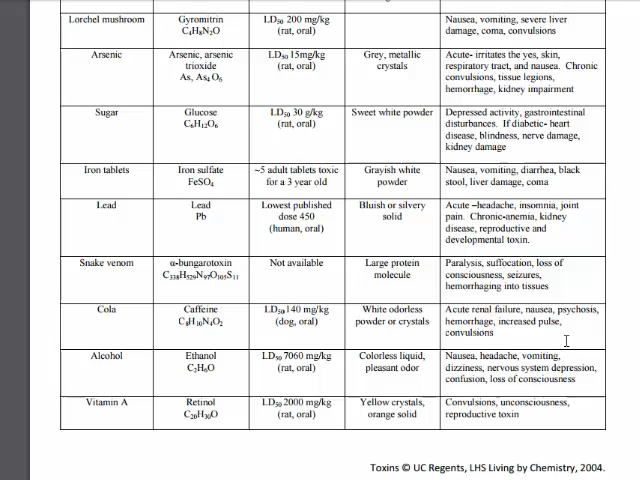 Lorchel mushroom Gyromitrin LD₅₀ 200 mg/kg Nausea, vomiting, severe liver
C₄H₈N₂O (rat, oral) damage, coma, convulsions
Arsenic Arsenic, arsenic LD₅₀ 15mg/kg Grey, metallic Acute- irritates the yes, skin,
trioxide (rat, oral) crystals respiratory tract, and nausea. Chronic
As, As₄ O₆ convulsions, tissue legions,
hemorrhage, kidney impairment
Sugar Glucose LD₅₀ 30 g/kg Sweet white powder Depressed activity, gastrointestinal
C₆H₁₂O₆ (rat, oral) disturbances. If diabetic- heart
disease, blindness, nerve damage,
kidney damage
Iron tablets Iron sulfate ~5 adult tablets toxic Grayish white Nausea, vomiting, diarrhea, black
FeSO₄ for a 3 year old powder stool, liver damage, coma
Lead Lead Lowest published Bluish or silvery Acute –headache, insomnia, joint
Pb dose 450 solid pain. Chronic-anemia, kidney
(human, oral) disease, reproductive and
developmental toxin.
Snake venom α-bungarotoxin Not available Large protein Paralysis, suffocation, loss of
C₃₃₈H₅₂₉N₉₇O₁₀₅S₁₁ molecule consciousness, seizures,
hemorrhaging into tissues
Cola Caffeine LD₅₀ 140 mg/kg White odorless Acute renal failure, nausea, psychosis,
C₈H₁₀N₄O₂ (dog, oral) powder or crystals hemorrhage, increased pulse,
convulsions
Alcohol Ethanol LD₅₀ 7060 mg/kg Colorless liquid, Nausea, headache, vomiting,
C₂H₆O (rat, oral) pleasant odor dizziness, nervous system depression,
confusion, loss of consciousness
Vitamin A Retinol LD₅₀ 2000 mg/kg Yellow crystals, Convulsions, unconsciousness,
C₂₀H₃₀O (rat, oral) orange solid reproductive toxin
Toxins © UC Regents, LHS Living by Chemistry, 2004.